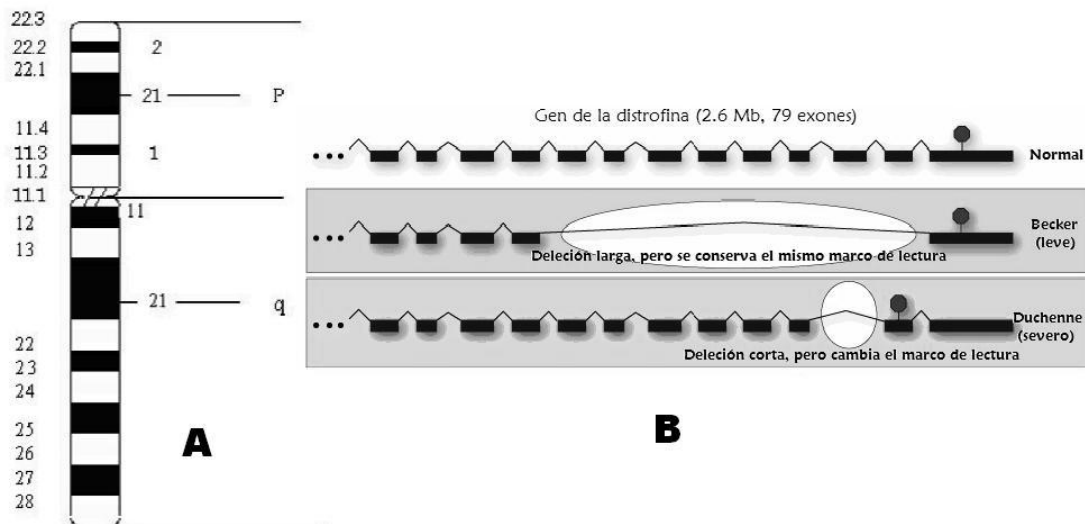 22.3
22.2
2
22.1
21
P
11.4
11.3
1
11.2
11.1
11
12
13
21
q
22
23
24
25
26
27
28
A
Gen de la distrofina (2.6 Mb, 79 exones)
Normal
Becker
(leve)
Deleción larga, pero se conserva el mismo marco de lectura
Duchenne
(severo)
Deleción corta, pero cambia el marco de lectura
B